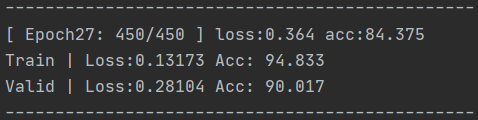 ------------------------------------------------
[ Epoch27: 450/450 ] loss:0.364 acc:84.375
Train | Loss:0.13173 Acc: 94.833
Valid | Loss:0.28104 Acc: 90.017
------------------------------------------------